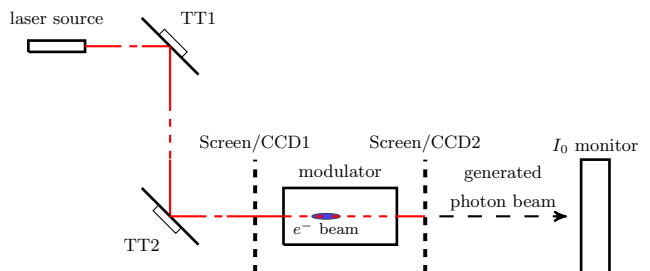 laser source
TT1
Screen/CCD1
Screen/CCD2
I₀ monitor
modulator
generated
photon beam
e⁻ beam
TT2